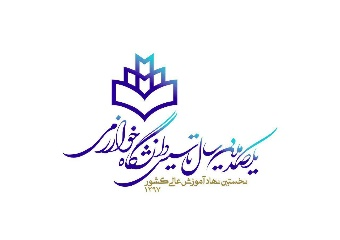 یکصدمین سال تاسیس دانشگاه خوارزمی
نخستین نهاد آموزش عالی کشور
۱۳۹۷